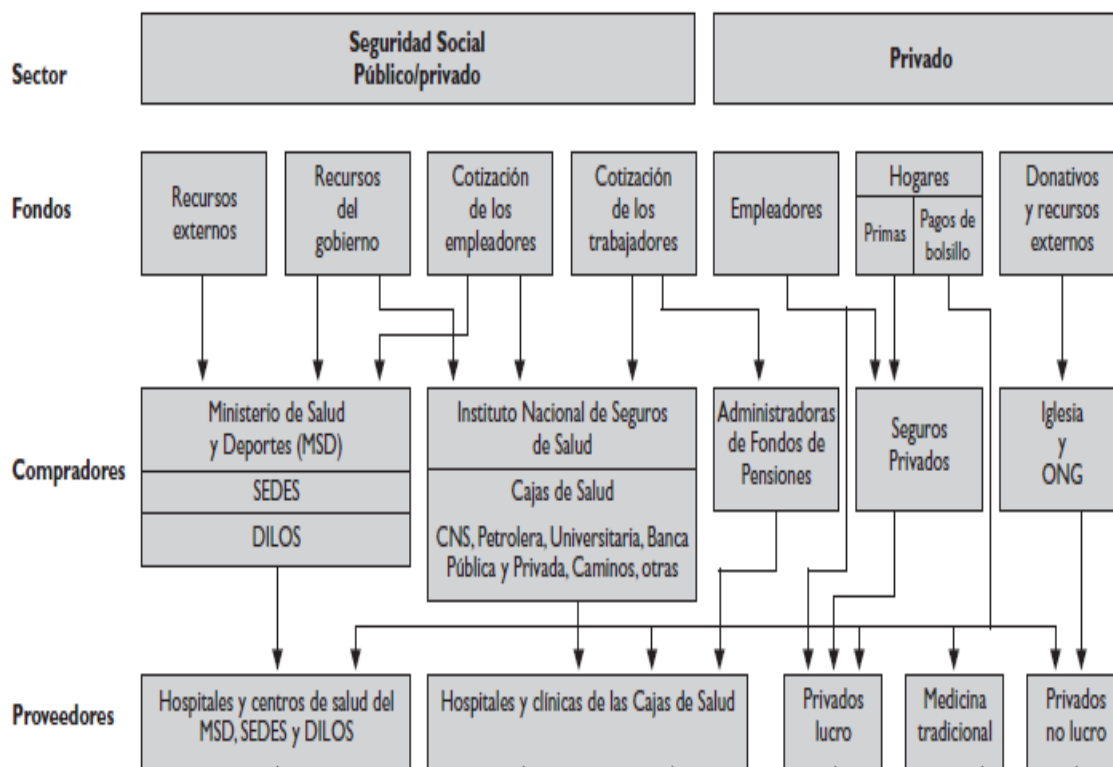 Sector
Seguridad Social
Público/privado
Privado
Fondos
Recursos
externos
Recursos
del
gobierno
Cotización
de los
empleadores
Cotización
de los
trabajadores
Empleadores
Hogares
Primas
Pagos de
bolsillo
Donativos
y recursos
externos
Compradores
Ministerio de Salud
y Deportes (MSD)
SEDES
DILOS
Instituto Nacional de Seguros
de Salud
Cajas de Salud
CNS, Petrolera, Universitaria, Banca
Pública y Privada, Caminos, otras
Administradoras
de Fondos de
Pensiones
Seguros
Privados
Iglesia
y
ONG
Proveedores
Hospitales y centros de salud del
MSD, SEDES y DILOS
Hospitales y clínicas de las Cajas de Salud
Privados
lucro
Medicina
tradicional
Privados
no lucro